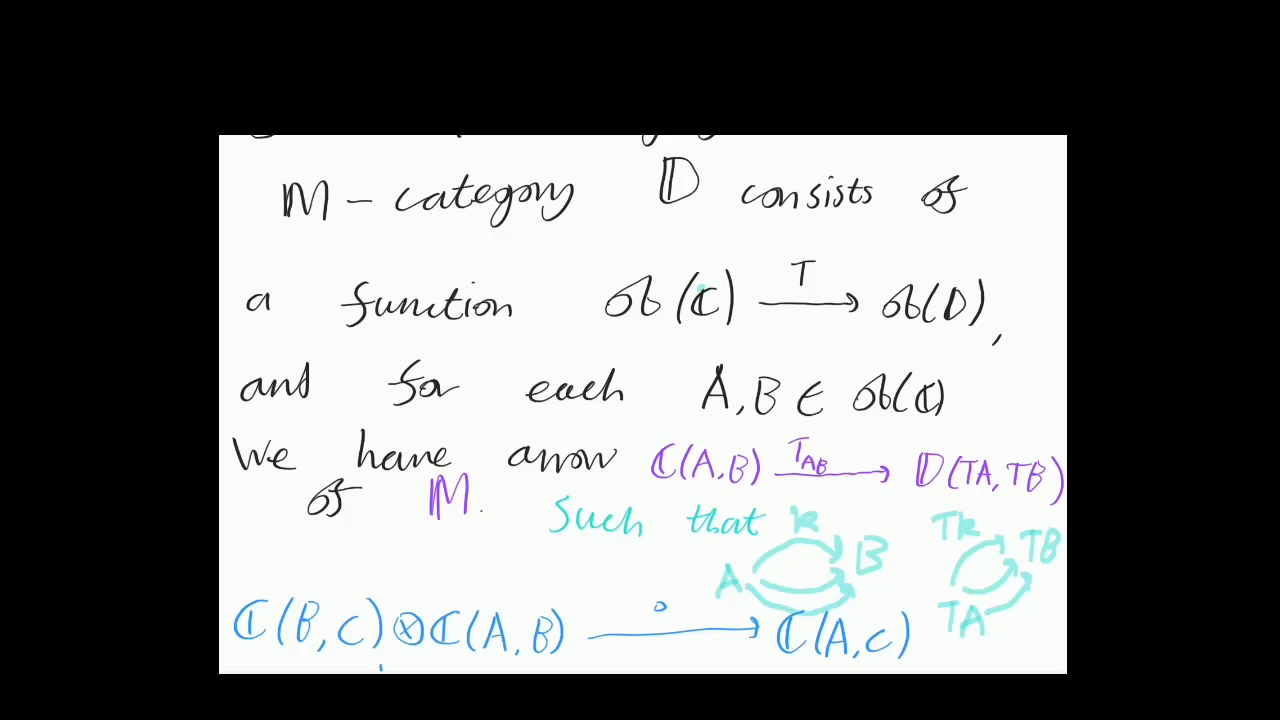 M-category D consists of
a function ob(ℂ) —T→ ob(D),
and for each A, B ∈ ob(ℂ)
we have arrow ℂ(A,B) —T_AB→ D(TA, TB)
of M. Such that
k
A B
Tk
TA TB
ℂ(B,C)⊗ℂ(A,B) —∘→ ℂ(A,C)